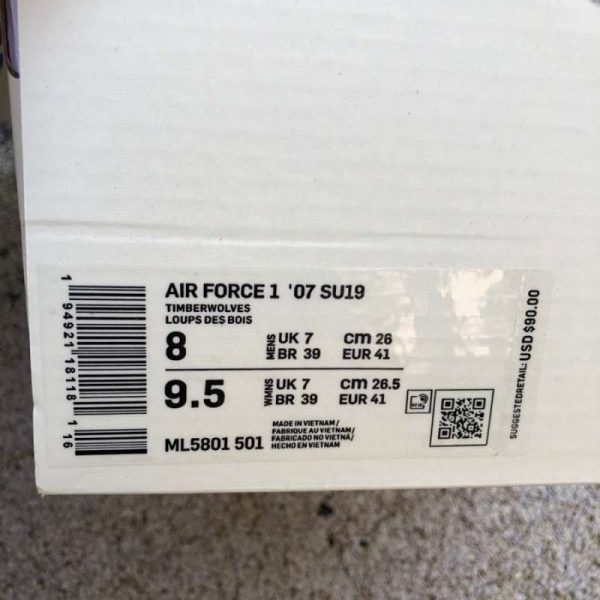 AIR FORCE 1 '07 SU19
TIMBERWOLVES
LOUPS DES BOIS
8 MENS UK 7 cm 26
BR 39 EUR 41
9.5 WMNS UK 7 cm 26.5
BR 39 EUR 41
ML5801 501
MADE IN VIETNAM/
FABRIQUE AU VIETNAM/
FABRICADO NO VIETNÃ/
HECHO EN VIETNAM
1 94921 18118 1 16
SUGGESTEDRETAIL: USD $90.00